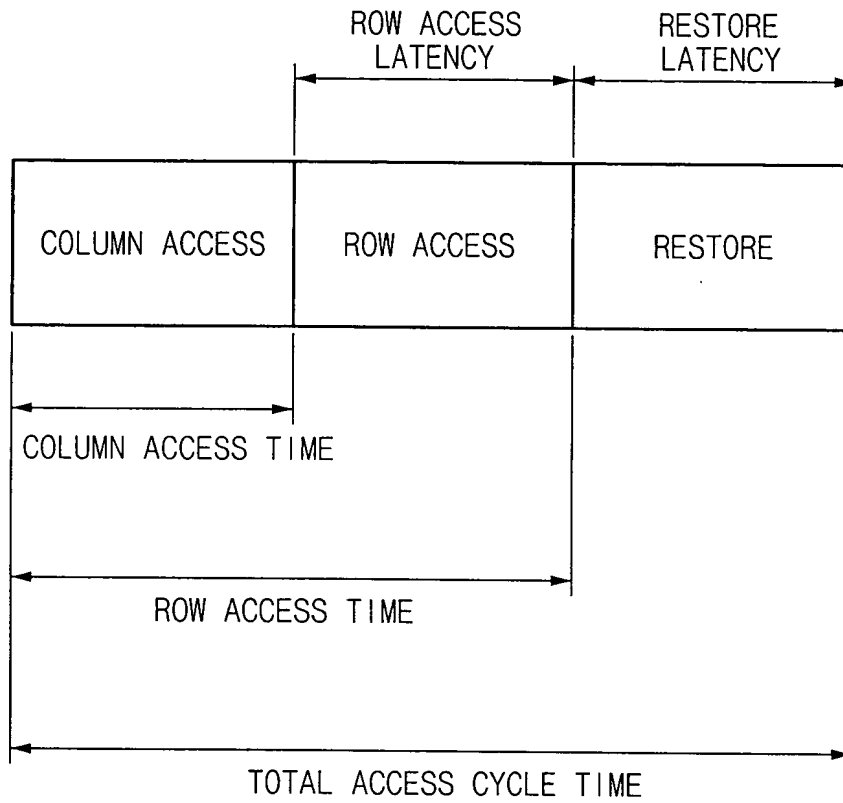 ROW ACCESS
LATENCY
RESTORE
LATENCY
COLUMN ACCESS
ROW ACCESS
RESTORE
COLUMN ACCESS TIME
ROW ACCESS TIME
TOTAL ACCESS CYCLE TIME